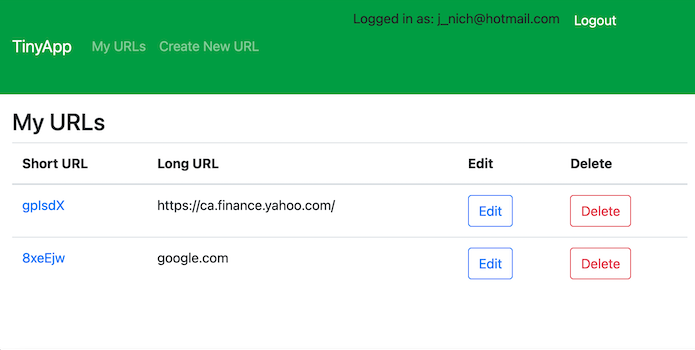 Logged in as: j_nich@hotmail.com Logout
TinyApp My URLs Create New URL
My URLs
Short URL Long URL Edit Delete
gpIsdX https://ca.finance.yahoo.com/ Edit Delete
8xeEjw google.com Edit Delete